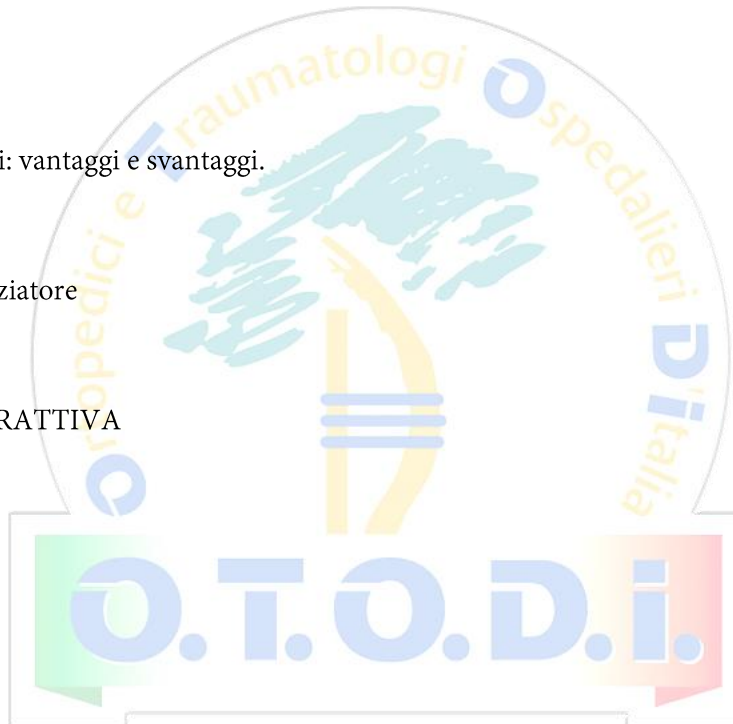 Ortopedici e Traumatologi Ospedalieri D'italia
i: vantaggi e svantaggi.
ziatore
RATTIVA
O.T.O.D.i.